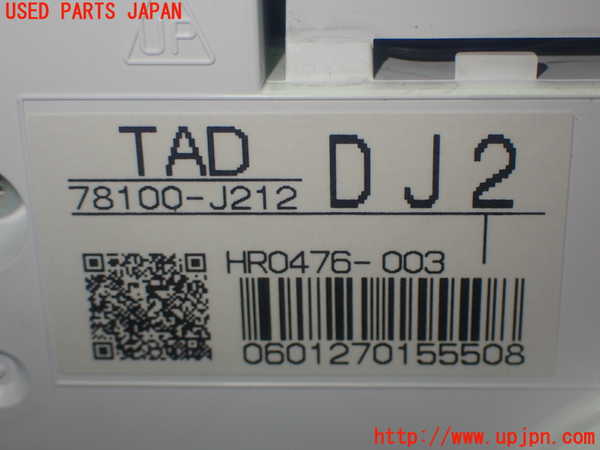 USED PARTS JAPAN
UP
TAD
DJ2
78100-J212
HR0476-003
0601270155508
http://www.upjpn.com